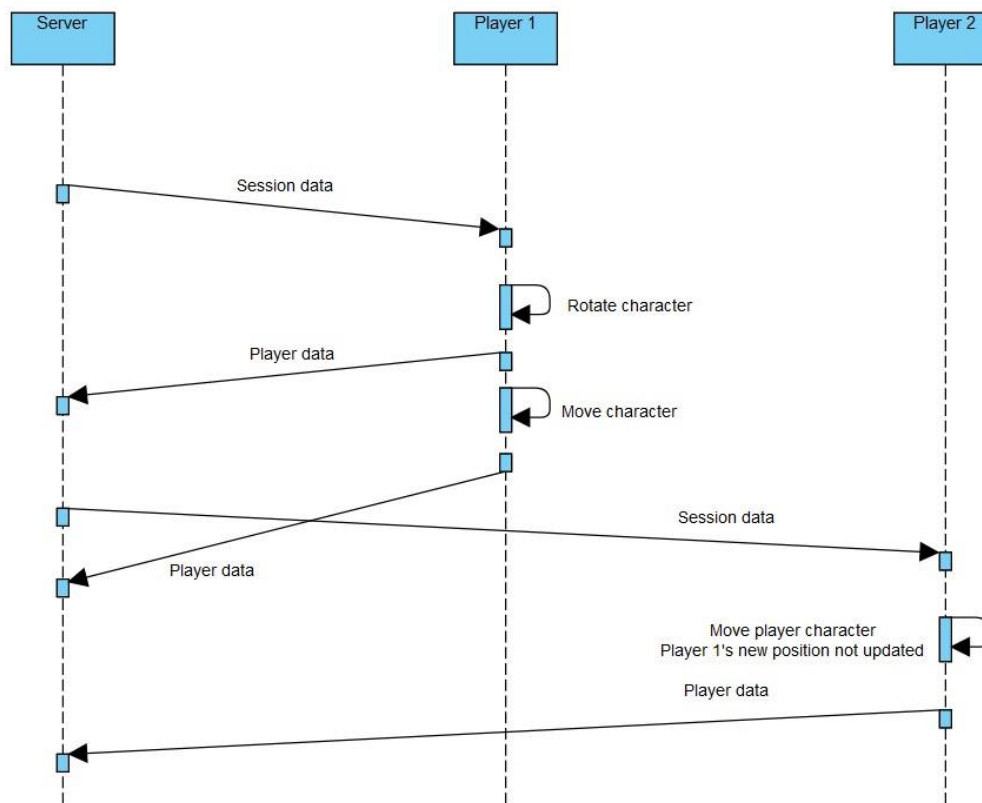 Server
Player 1
Player 2
Session data
Rotate character
Player data
Move character
Session data
Player data
Move player character
Player 1's new position not updated
Player data